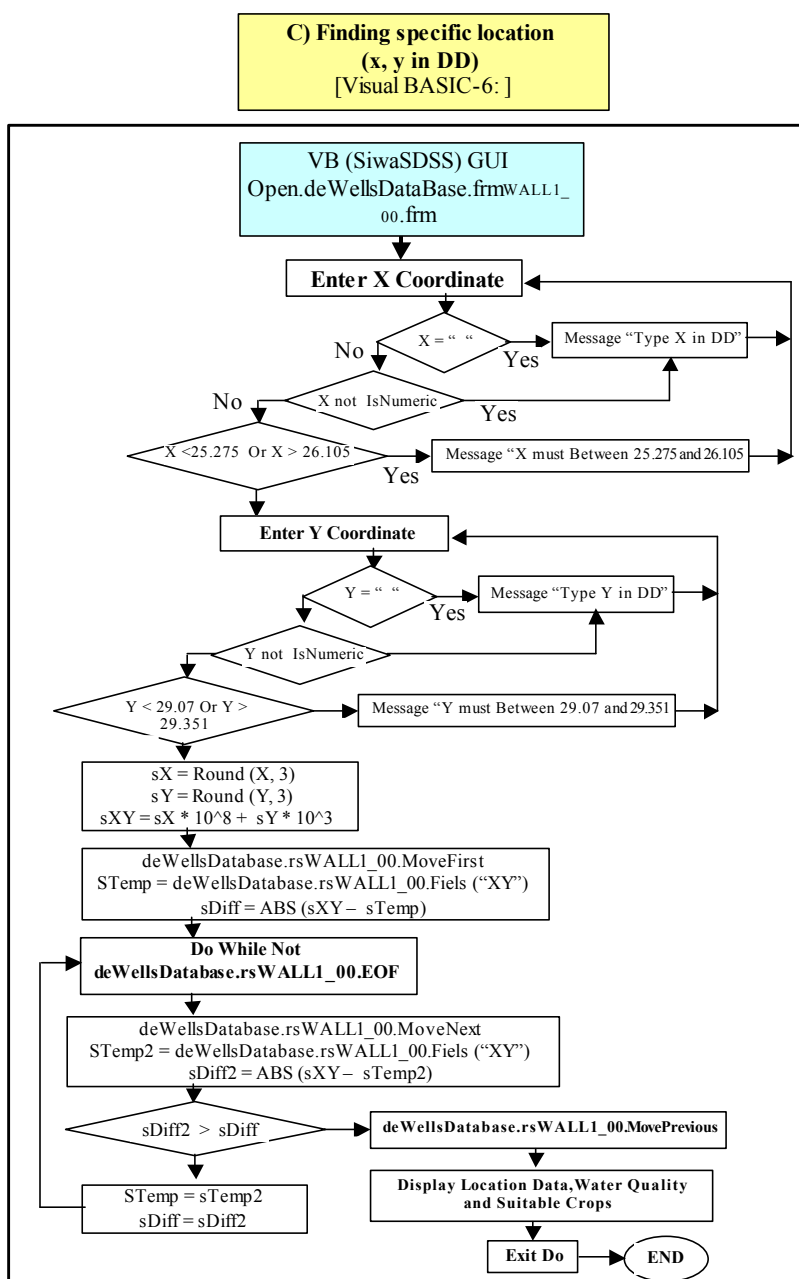 C) Finding specific location
(x, y in DD)
[Visual BASIC-6: ]
VB (SiwaSDSS) GUI
Open.deWellsDataBase.frmWALL1_
00.frm
Enter X Coordinate
X = “ “
Yes
Message “Type X in DD”
No
X not IsNumeric
Yes
No
X <25.275 Or X > 26.105
Yes
Message “X must Between 25.275 and 26.105
Enter Y Coordinate
Y = “ “
Yes
Message “Type Y in DD”
Y not IsNumeric
Y < 29.07 Or Y >
29.351
Message “Y must Between 29.07 and 29.351
sX = Round (X, 3)
sY = Round (Y, 3)
sXY = sX * 10^8 + sY * 10^3
deWellsDatabase.rsWALL1_00.MoveFirst
STemp = deWellsDatabase.rsWALL1_00.Fiels (“XY”)
sDiff = ABS (sXY – sTemp)
Do While Not
deWellsDatabase.rsWALL1_00.EOF
deWellsDatabase.rsWALL1_00.MoveNext
STemp2 = deWellsDatabase.rsWALL1_00.Fiels (“XY”)
sDiff2 = ABS (sXY – sTemp2)
sDiff2 > sDiff
deWellsDatabase.rsWALL1_00.MovePrevious
STemp = sTemp2
sDiff = sDiff2
Display Location Data, Water Quality
and Suitable Crops
Exit Do
END